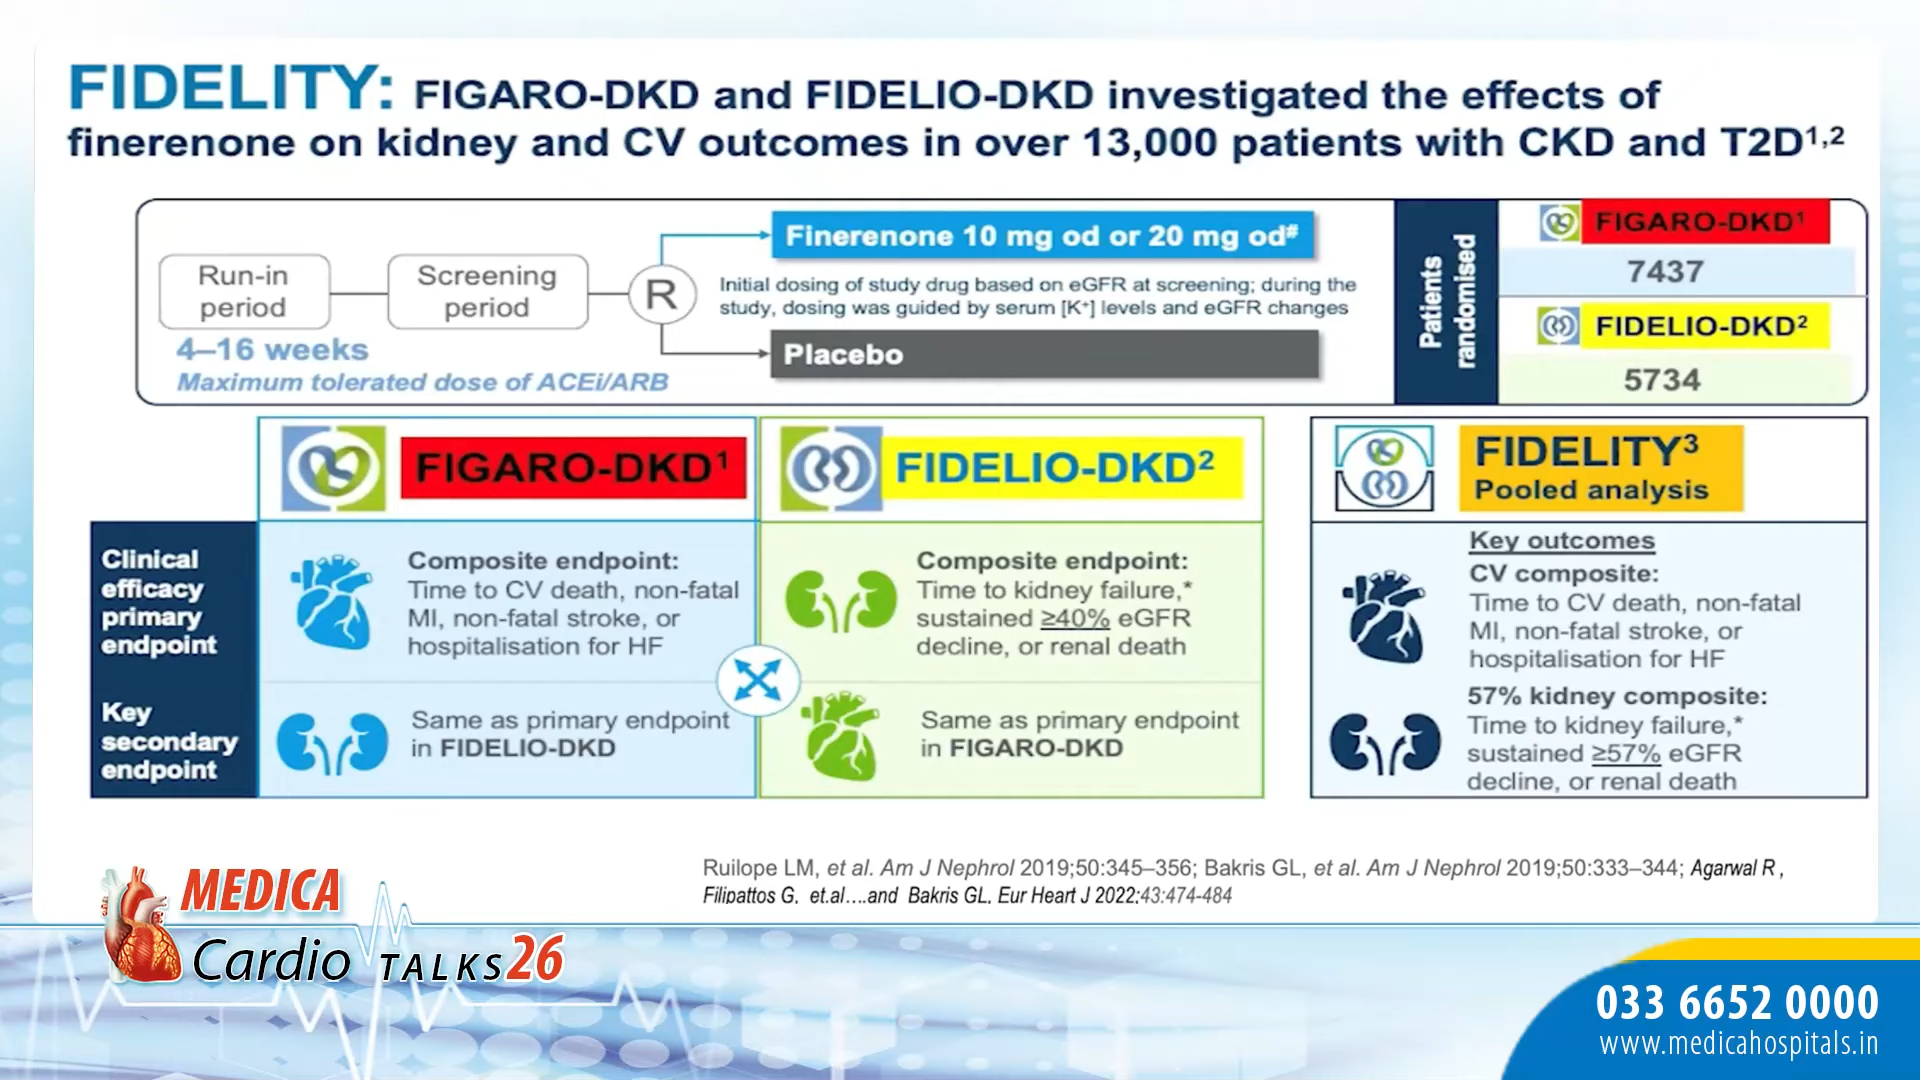 FIDELITY: FIGARO-DKD and FIDELIO-DKD investigated the effects of
finerenone on kidney and CV outcomes in over 13,000 patients with CKD and T2D1,2
Run-in
period
Screening
period
R
4–16 weeks
Maximum tolerated dose of ACEi/ARB
Finerenone 10 mg od or 20 mg od#
Initial dosing of study drug based on eGFR at screening; during the
study, dosing was guided by serum [K+] levels and eGFR changes
Placebo
Patients
randomised
FIGARO-DKD1
7437
FIDELIO-DKD2
5734
FIGARO-DKD1
FIDELIO-DKD2
Clinical
efficacy
primary
endpoint
Composite endpoint:
Time to CV death, non-fatal
MI, non-fatal stroke, or
hospitalisation for HF
Composite endpoint:
Time to kidney failure,*
sustained ≥40% eGFR
decline, or renal death
Key
secondary
endpoint
Same as primary endpoint
in FIDELIO-DKD
Same as primary endpoint
in FIGARO-DKD
FIDELITY3
Pooled analysis
Key outcomes
CV composite:
Time to CV death, non-fatal
MI, non-fatal stroke, or
hospitalisation for HF
57% kidney composite:
Time to kidney failure,*
sustained ≥57% eGFR
decline, or renal death
Ruilope LM, et al. Am J Nephrol 2019;50:345–356; Bakris GL, et al. Am J Nephrol 2019;50:333–344; Agarwal R ,
Filipattos G, et.al....and Bakris GL, Eur Heart J 2022;43:474-484
MEDICA
Cardio TALKS26
033 6652 0000
www.medicahospitals.in